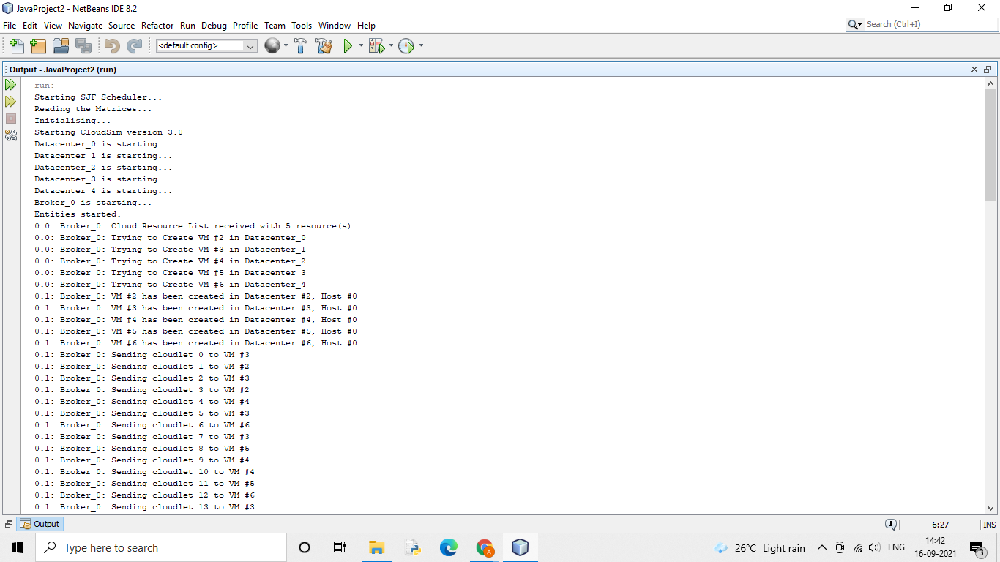 JavaProject2 - NetBeans IDE 8.2
File Edit View Navigate Source Refactor Run Debug Profile Team Tools Window Help
Search (Ctrl+I)
<default config>
Output - JavaProject2 (run)
run:
Starting SJF Scheduler...
Reading the Matrices...
Initialising...
Starting CloudSim version 3.0
Datacenter_0 is starting...
Datacenter_1 is starting...
Datacenter_2 is starting...
Datacenter_3 is starting...
Datacenter_4 is starting...
Broker_0 is starting...
Entities started.
0.0: Broker_0: Cloud Resource List received with 5 resource(s)
0.0: Broker_0: Trying to Create VM #2 in Datacenter_0
0.0: Broker_0: Trying to Create VM #3 in Datacenter_1
0.0: Broker_0: Trying to Create VM #4 in Datacenter_2
0.0: Broker_0: Trying to Create VM #5 in Datacenter_3
0.0: Broker_0: Trying to Create VM #6 in Datacenter_4
0.1: Broker_0: VM #2 has been created in Datacenter #2, Host #0
0.1: Broker_0: VM #3 has been created in Datacenter #3, Host #0
0.1: Broker_0: VM #4 has been created in Datacenter #4, Host #0
0.1: Broker_0: VM #5 has been created in Datacenter #5, Host #0
0.1: Broker_0: VM #6 has been created in Datacenter #6, Host #0
0.1: Broker_0: Sending cloudlet 0 to VM #3
0.1: Broker_0: Sending cloudlet 1 to VM #2
0.1: Broker_0: Sending cloudlet 2 to VM #3
0.1: Broker_0: Sending cloudlet 3 to VM #2
0.1: Broker_0: Sending cloudlet 4 to VM #4
0.1: Broker_0: Sending cloudlet 5 to VM #3
0.1: Broker_0: Sending cloudlet 6 to VM #6
0.1: Broker_0: Sending cloudlet 7 to VM #3
0.1: Broker_0: Sending cloudlet 8 to VM #5
0.1: Broker_0: Sending cloudlet 9 to VM #4
0.1: Broker_0: Sending cloudlet 10 to VM #4
0.1: Broker_0: Sending cloudlet 11 to VM #5
0.1: Broker_0: Sending cloudlet 12 to VM #6
0.1: Broker_0: Sending cloudlet 13 to VM #3
Output
1
6:27
INS
Type here to search
A
26°C Light rain
ENG
14:42
16-09-2021
3